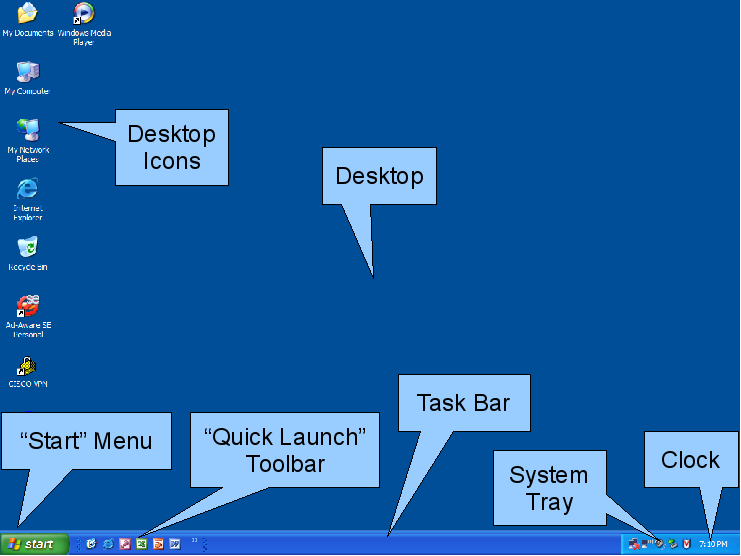 My Documents
Windows Media
Player
My Computer
My Network
Places
Internet
Explorer
Recycle Bin
Ad-Aware SE
Personal
CISCO VPN
Desktop
Icons
Desktop
Task Bar
“Start” Menu
“Quick Launch”
Toolbar
System
Tray
Clock
start
7:10 PM